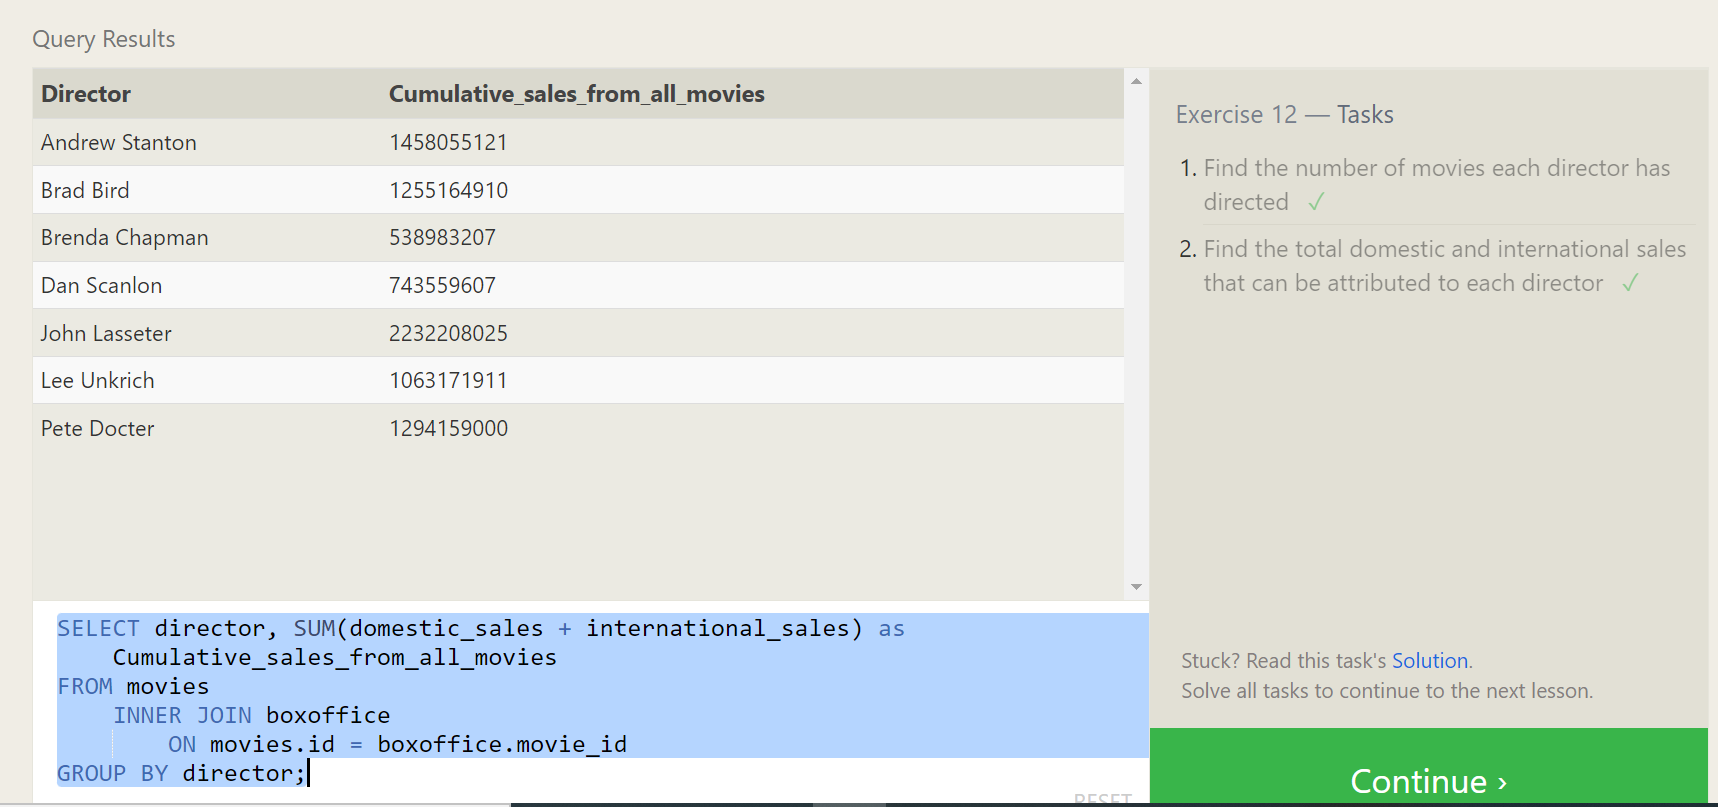 Query Results
Director Cumulative_sales_from_all_movies
Andrew Stanton 1458055121
Brad Bird 1255164910
Brenda Chapman 538983207
Dan Scanlon 743559607
John Lasseter 2232208025
Lee Unkrich 1063171911
Pete Docter 1294159000
SELECT director, SUM(domestic_sales + international_sales) as
Cumulative_sales_from_all_movies
FROM movies
INNER JOIN boxoffice
ON movies.id = boxoffice.movie_id
GROUP BY director;
RESET
Exercise 12 — Tasks
1. Find the number of movies each director has
directed ✓
2. Find the total domestic and international sales
that can be attributed to each director ✓
Stuck? Read this task's Solution.
Solve all tasks to continue to the next lesson.
Continue ›